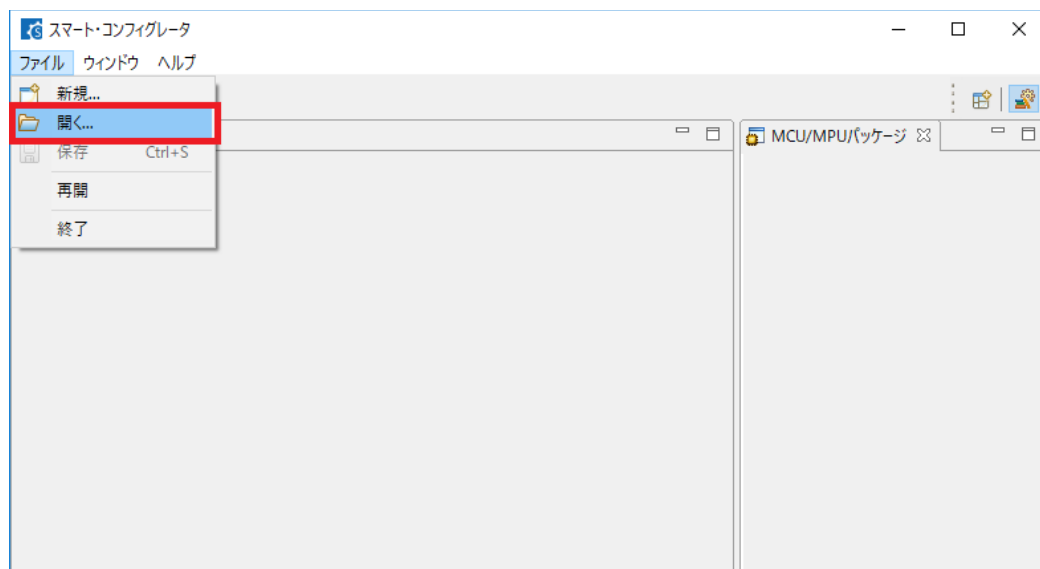 スマート・コンフィグレータ
ファイル ウィンドウ ヘルプ
新規...
開く...
保存 Ctrl+S
再開
終了
MCU/MPUパッケージ